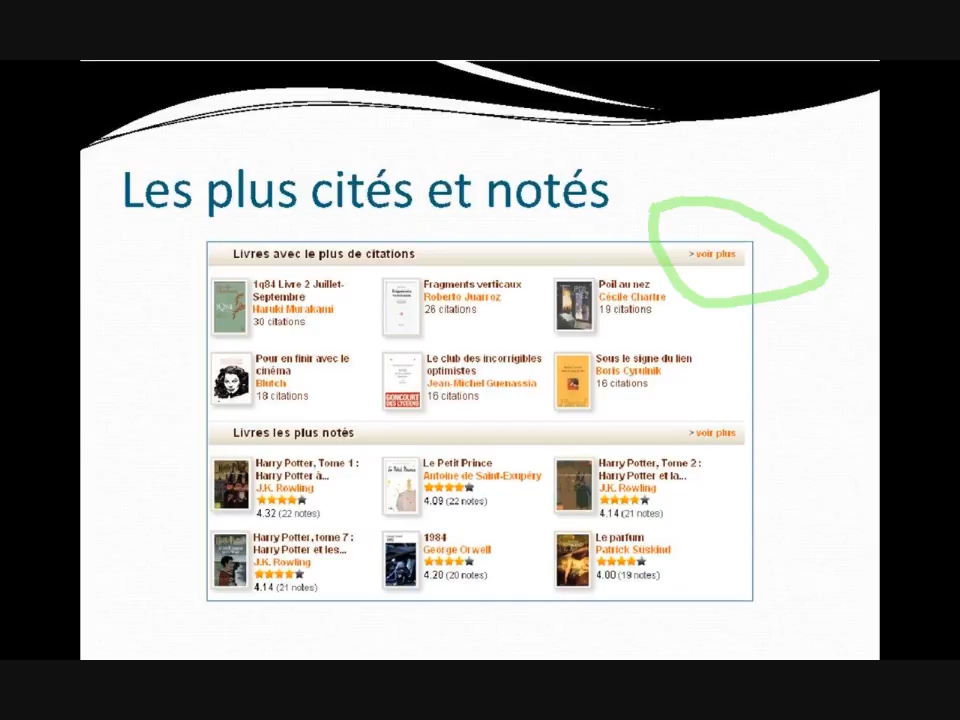 Les plus cités et notés
Livres avec le plus de citations
> voir plus
1q84 Livre 2 Juillet-
Septembre
Haruki Murakami
30 citations
Fragments verticaux
Roberto Juarroz
26 citations
Poil au nez
Cécile Chartre
19 citations
Pour en finir avec le
cinéma
Blutch
18 citations
Le club des incorrigibles
optimistes
Jean-Michel Guenassia
16 citations
Sous le signe du lien
Boris Cyrulnik
16 citations
Livres les plus notés
> voir plus
Harry Potter, Tome 1 :
Harry Potter à...
J.K. Rowling
4.32 (22 notes)
Le Petit Prince
Antoine de Saint-Exupéry
4.09 (22 notes)
Harry Potter, Tome 2 :
Harry Potter et la...
J.K. Rowling
4.14 (21 notes)
Harry Potter, tome 7 :
Harry Potter et les...
J.K. Rowling
4.14 (21 notes)
1984
George Orwell
4.20 (20 notes)
Le parfum
Patrick Suskind
4.00 (19 notes)